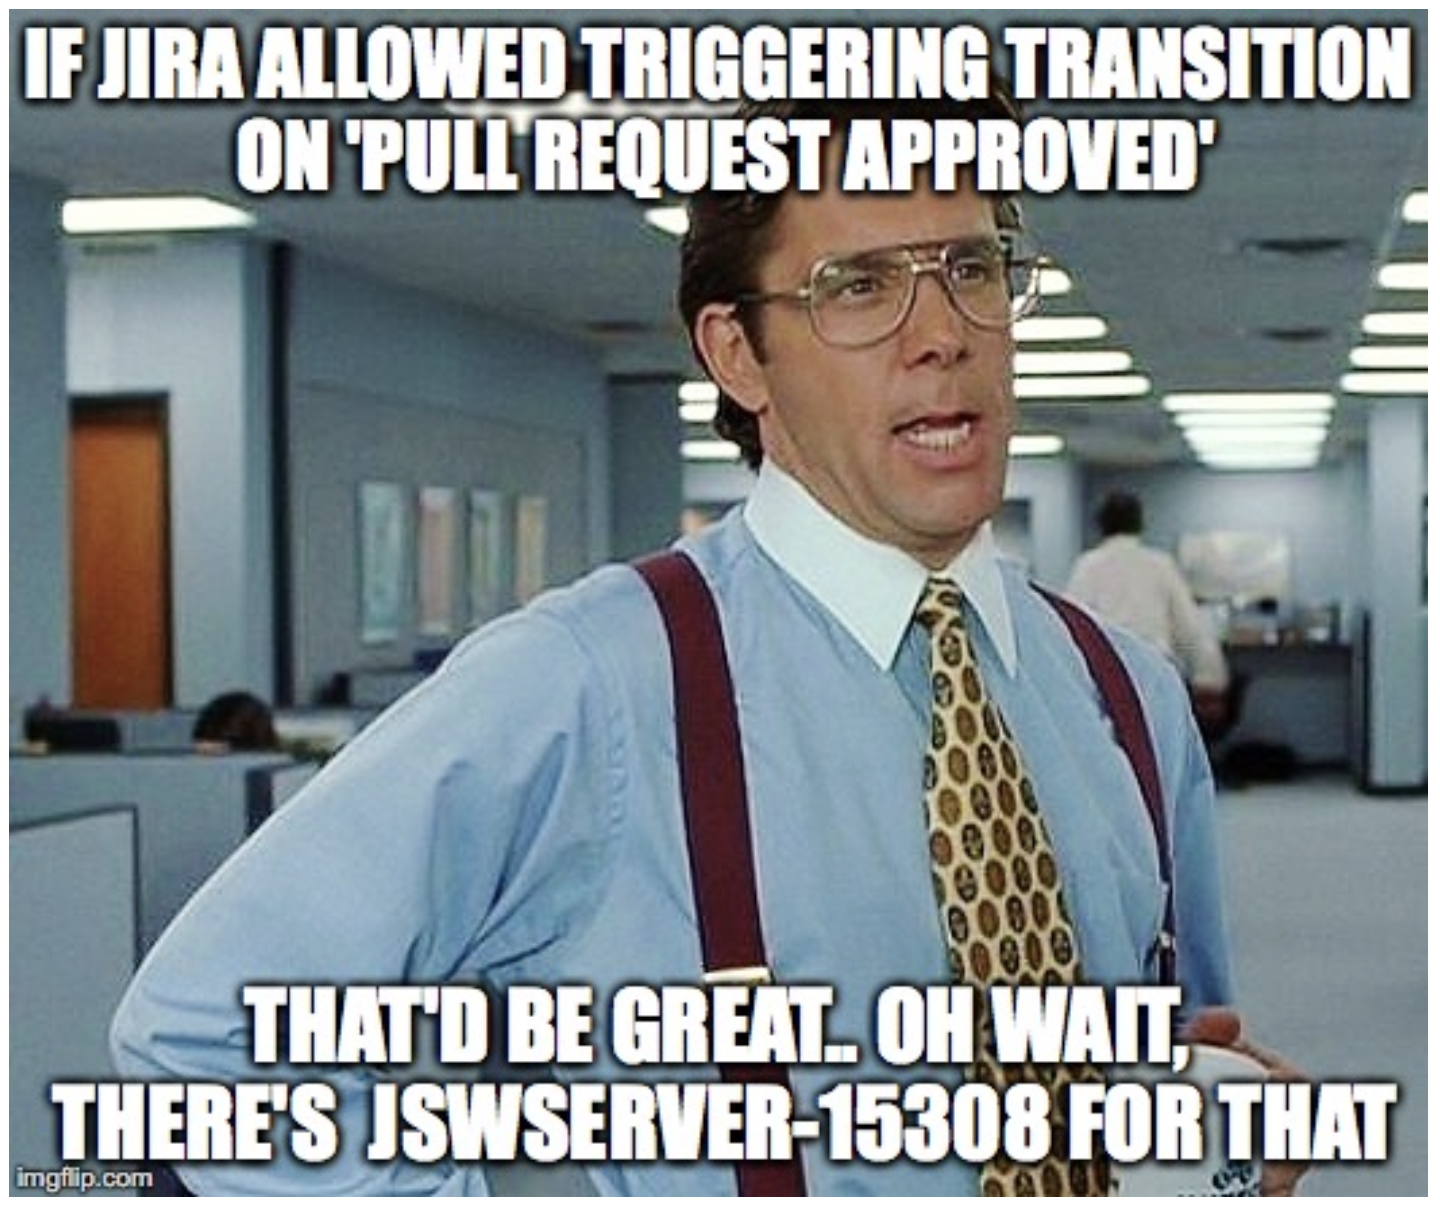 IF JIRA ALLOWED TRIGGERING TRANSITION
ON 'PULL REQUEST APPROVED'
THAT'D BE GREAT.. OH WAIT,
THERE'S JSWSERVER-15308 FOR THAT
imgflip.com